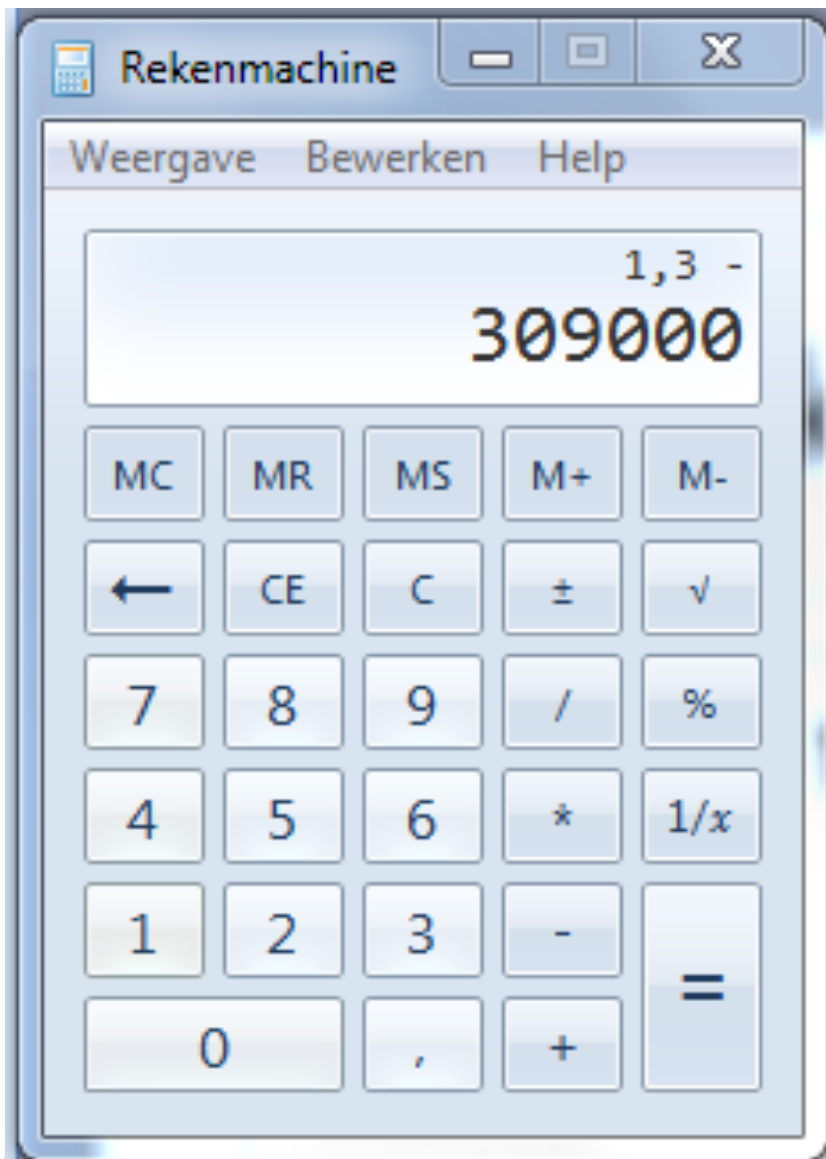 Rekenmachine
Weergave Bewerken Help
1,3 -
309000
MC MR MS M+ M-
← CE C ± √
7 8 9 / %
4 5 6 * 1/x
1 2 3 - =
0 , +